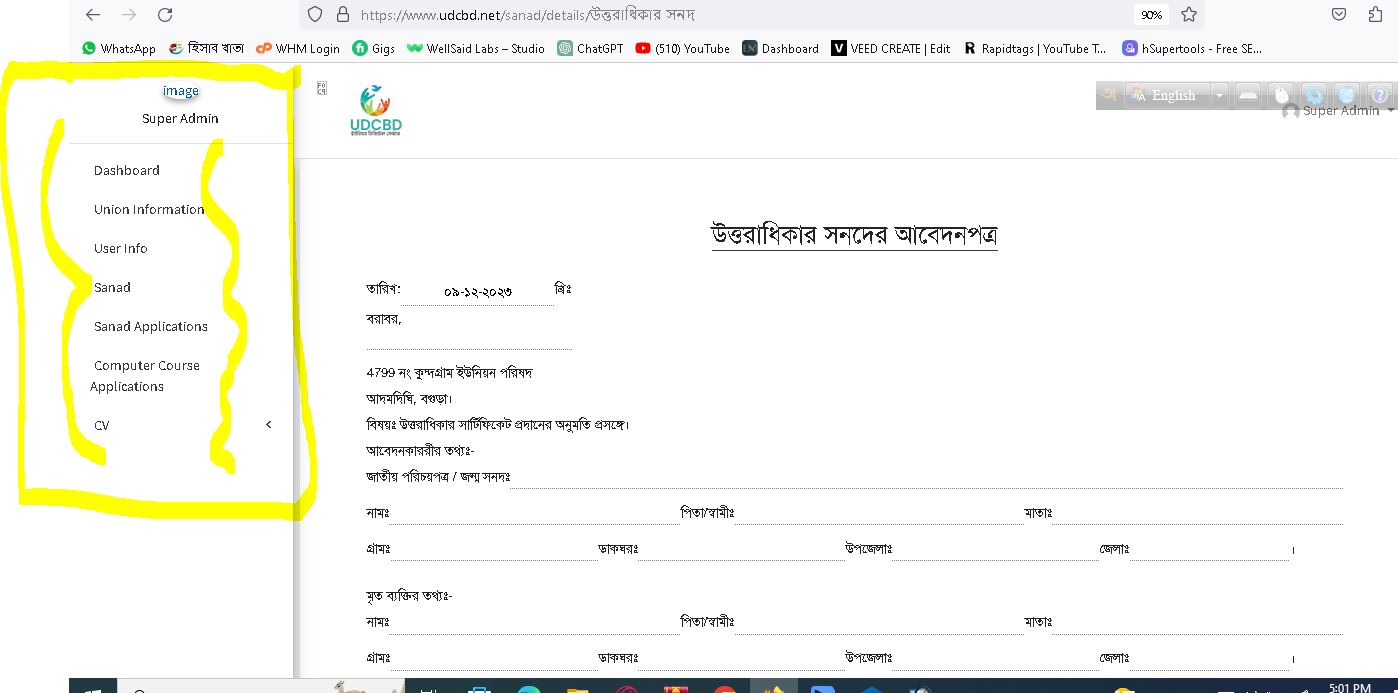 https://www.udcbd.net/sanad/details/উত্তরাধিকার সনদ
90%
WhatsApp হিসাব খাতা WHM Login Gigs WellSaid Labs – Studio ChatGPT (510) YouTube Dashboard VEED CREATE | Edit Rapidtags | YouTube T... hSupertools - Free SE...
image
Super Admin
Dashboard
Union Information
User Info
Sanad
Sanad Applications
Computer Course
Applications
CV
UDCBD
English
Super Admin
উত্তরাধিকার সনদের আবেদনপত্র
তারিখ: ০৯-১২-২০২৩ খ্রিঃ
বরাবর,
4799 নং কুন্দগ্রাম ইউনিয়ন পরিষদ
আদমদিঘি, বগুড়া।
বিষয়ঃ উত্তরাধিকার সার্টিফিকেট প্রদানের অনুমতি প্রসঙ্গে।
আবেদনকাররীর তথ্যঃ-
জাতীয় পরিচয়পত্র / জন্ম সনদঃ
নামঃ পিতা/স্বামীঃ মাতাঃ
গ্রামঃ ডাকঘরঃ উপজেলাঃ জেলাঃ ।
মৃত ব্যক্তির তথ্যঃ-
নামঃ পিতা/স্বামীঃ মাতাঃ
গ্রামঃ ডাকঘরঃ উপজেলাঃ জেলাঃ ।
5:01 PM